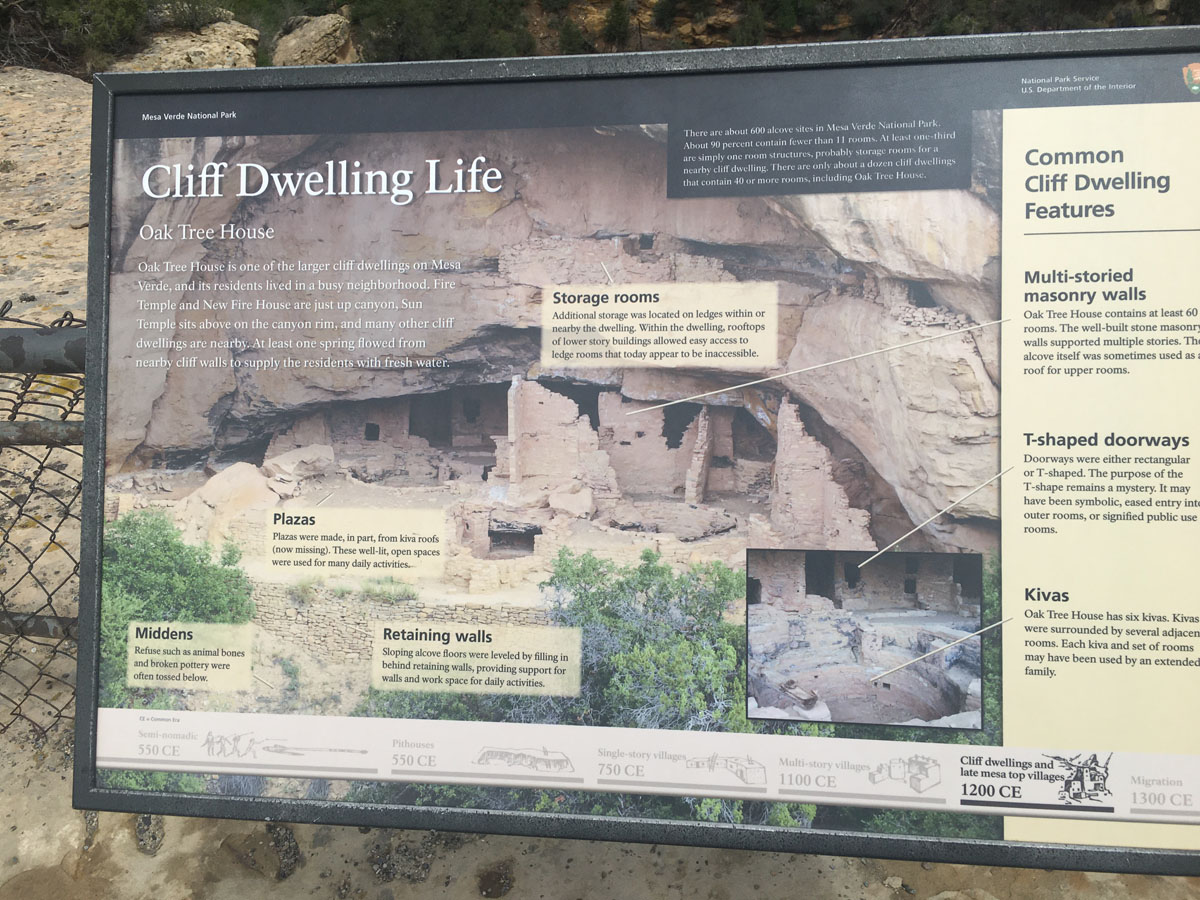 Mesa Verde National Park
National Park Service
U.S. Department of the Interior
Cliff Dwelling Life
Oak Tree House
Oak Tree House is one of the larger cliff dwellings on Mesa
Verde, and its residents lived in a busy neighborhood. Fire
Temple and New Fire House are just up canyon, Sun
Temple sits above on the canyon rim, and many other cliff
dwellings are nearby. At least one spring flowed from
nearby cliff walls to supply the residents with fresh water.
There are about 600 alcove sites in Mesa Verde National Park.
About 90 percent contain fewer than 11 rooms. At least one-third
are simply one room structures, probably storage rooms for a
nearby cliff dwelling. There are only about a dozen cliff dwellings
that contain 40 or more rooms, including Oak Tree House.
Storage rooms
Additional storage was located on ledges within or
nearby the dwelling. Within the dwelling, rooftops
of lower story buildings allowed easy access to
ledge rooms that today appear to be inaccessible.
Plazas
Plazas were made, in part, from kiva roofs
(now missing). These well-lit, open spaces
were used for many daily activities.
Middens
Refuse such as animal bones
and broken pottery were
often tossed below.
Retaining walls
Sloping alcove floors were leveled by filling in
behind retaining walls, providing support for
walls and work space for daily activities.
Common
Cliff Dwelling
Features
Multi-storied
masonry walls
Oak Tree House contains at least 60
rooms. The well-built stone masonry
walls supported multiple stories. The
alcove itself was sometimes used as a
roof for upper rooms.
T-shaped doorways
Doorways were either rectangular
or T-shaped. The purpose of the
T-shape remains a mystery. It may
have been symbolic, eased entry into
outer rooms, or signified public use
rooms.
Kivas
Oak Tree House has six kivas. Kivas
were surrounded by several adjacent
rooms. Each kiva and set of rooms
may have been used by an extended
family.
CE = Common Era
Semi-nomadic
550 CE
Pithouses
550 CE
Single-story villages
750 CE
Multi-story villages
1100 CE
Cliff dwellings and
late mesa top villages
1200 CE
Migration
1300 CE